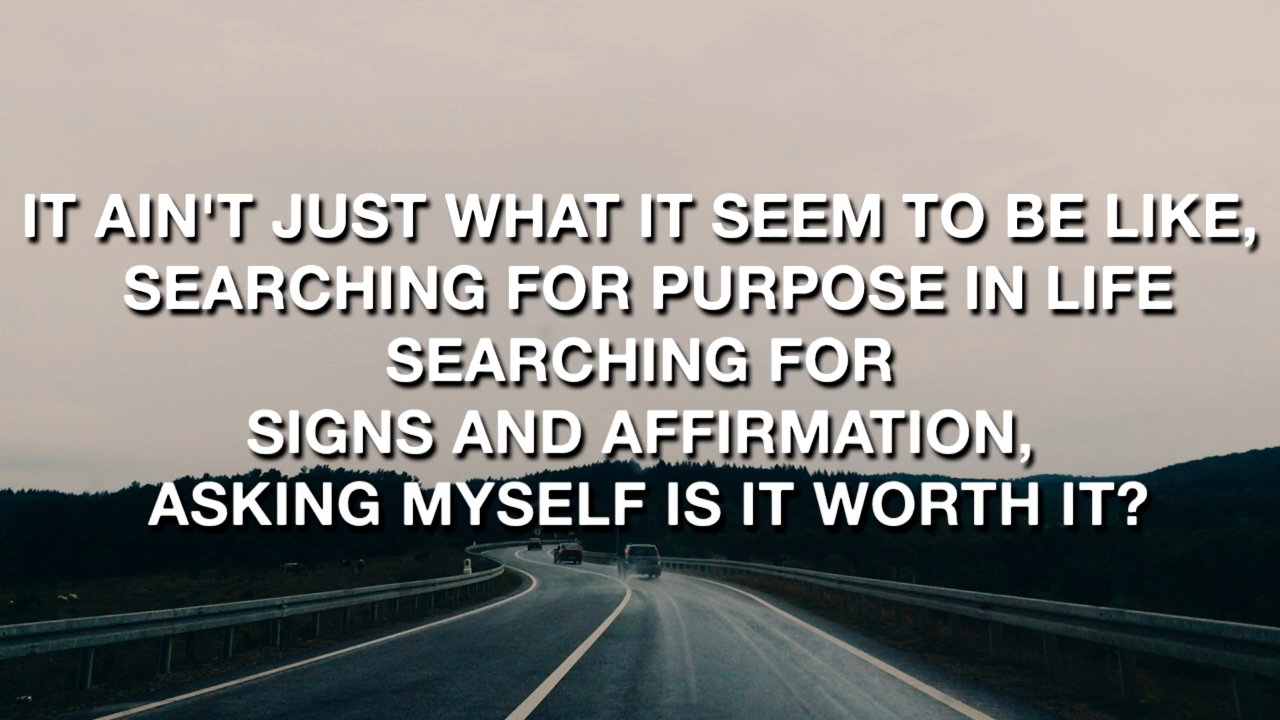 IT AIN'T JUST WHAT IT SEEM TO BE LIKE,
SEARCHING FOR PURPOSE IN LIFE
SEARCHING FOR
SIGNS AND AFFIRMATION,
ASKING MYSELF IS IT WORTH IT?